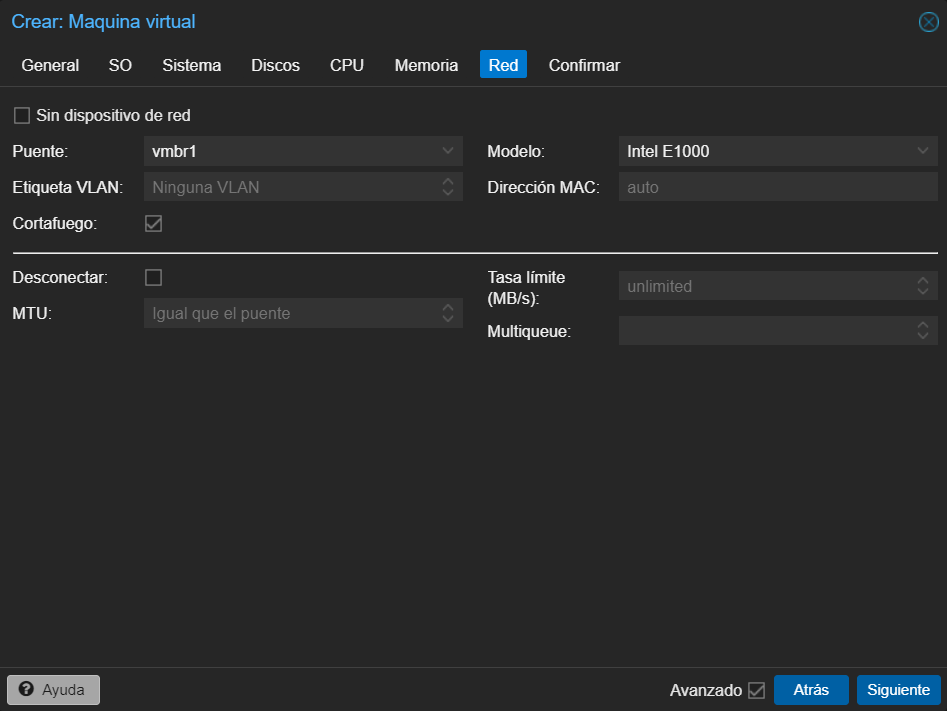 Crear: Maquina virtual
General SO Sistema Discos CPU Memoria Red Confirmar
Sin dispositivo de red
Puente: vmbr1 Modelo: Intel E1000
Etiqueta VLAN: Ninguna VLAN Dirección MAC: auto
Cortafuego:
Desconectar: Tasa límite
(MB/s): unlimited
MTU: Igual que el puente
Multiqueue:
Ayuda Avanzado Atrás Siguiente